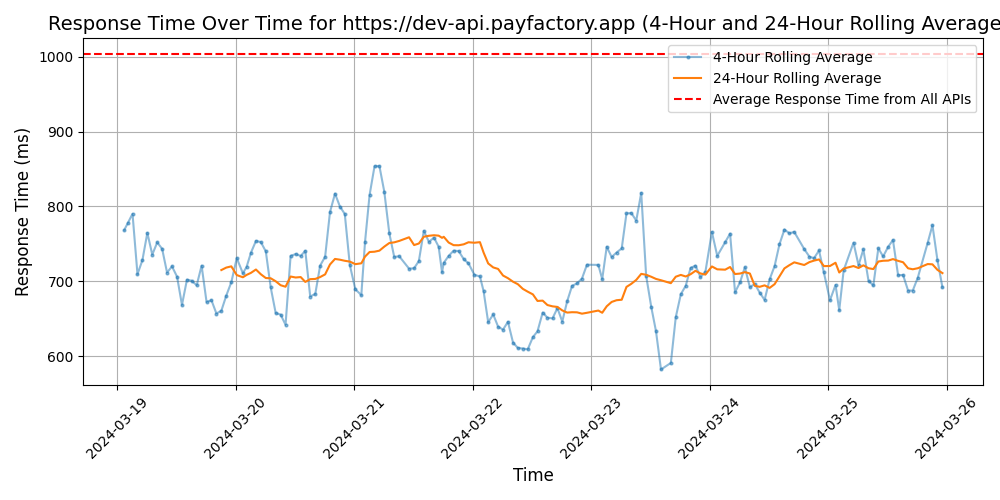 Response Time Over Time for https://dev-api.payfactory.app (4-Hour and 24-Hour Rolling Average
4-Hour Rolling Average
24-Hour Rolling Average
Average Response Time from All APIs
Response Time (ms)
1000
900
800
700
600
2024-03-19
2024-03-20
2024-03-21
2024-03-22
2024-03-23
2024-03-24
2024-03-25
2024-03-26
Time